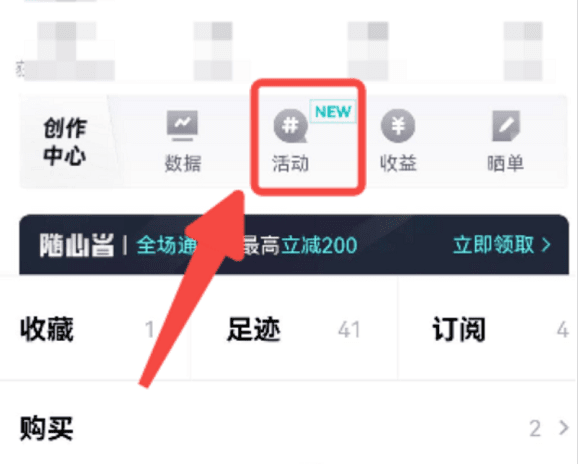 创作
中心
数据
# NEW
活动
¥
收益
晒单
随心省 | 全场通 最高立减200 立即领取 >
收藏 1
足迹 41
订阅 4
购买 2 >